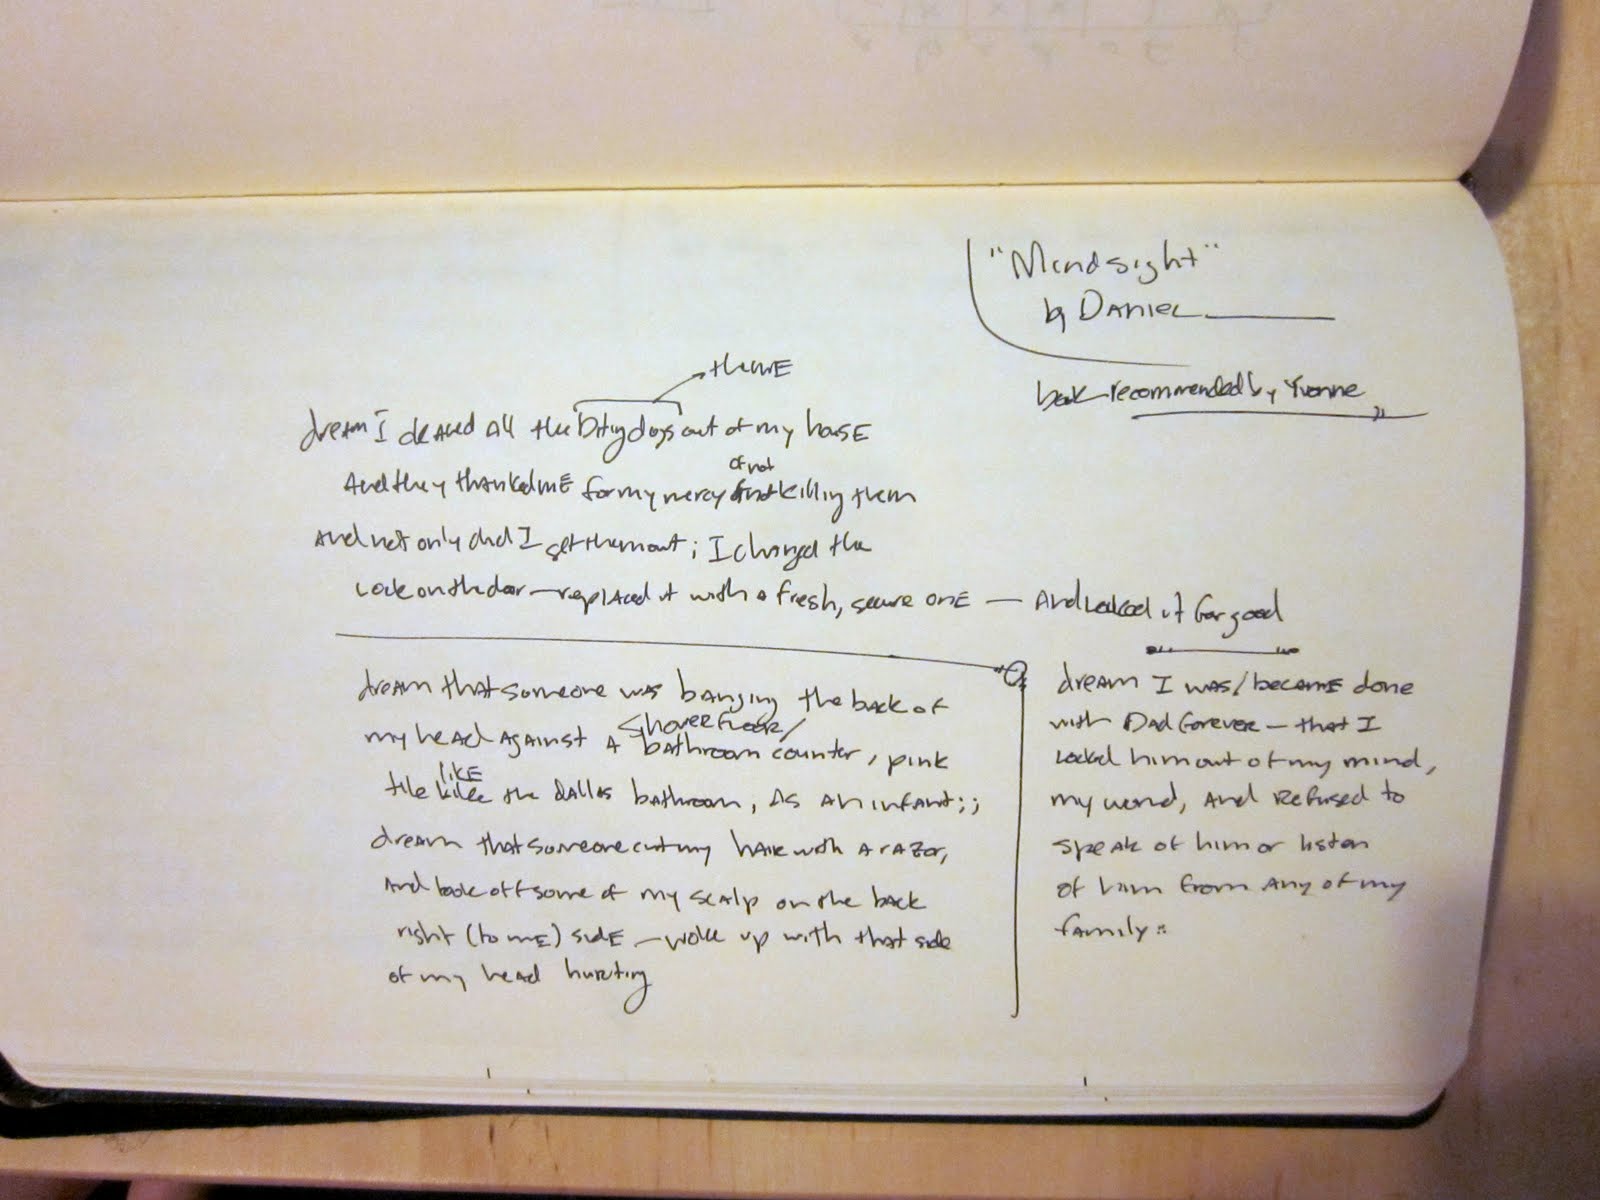 "Mindsight"
by Daniel
book recommended by Yvonne
theme
dream I cleared all the biting dogs out of my house
And they thanked me for my mercy of not killing them
And not only did I get them out; I changed the
lock on the door — replaced it with a fresh, secure one — And locked it for good
dream that someone was banging the back of
my head against a shower floor/
bathroom counter, pink
tile like the dallas bathroom, as an infant;;
dream that someone cut my hair with a razor,
and took off some of my scalp on the back
right (to me) side — woke up with that side
of my head hurting
dream I was/became done
with Dad forever — that I
locked him out of my mind,
my world, and refused to
speak of him or listen
of him from any of my
family::